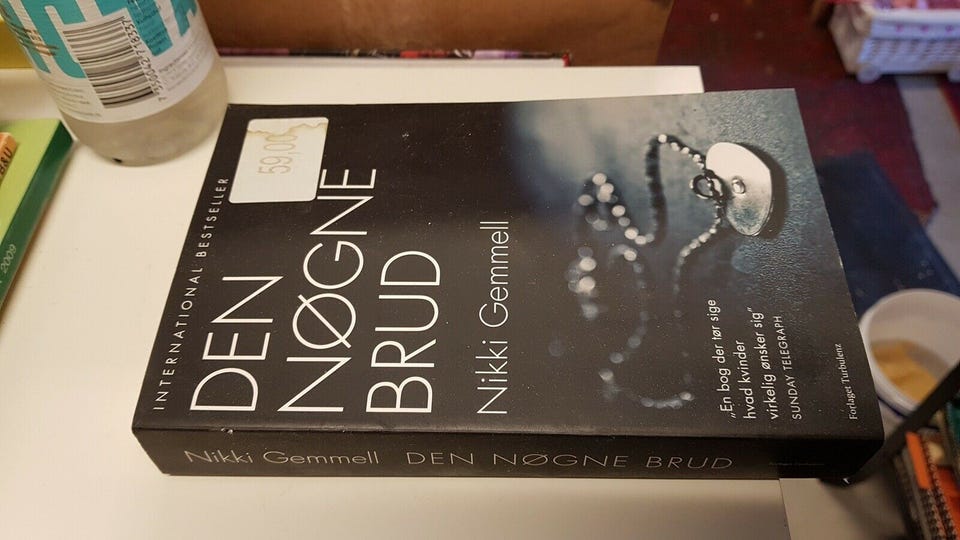 INTERNATIONAL BESTSELLER
59,00
DEN
NØGNE
BRUD
Nikki Gemmell
„En bog der tør sige
hvad kvinder
virkelig ønsker sig”
SUNDAY TELEGRAPH
Forlaget Turbulenz
Nikki Gemmell DEN NØGNE BRUD
2009